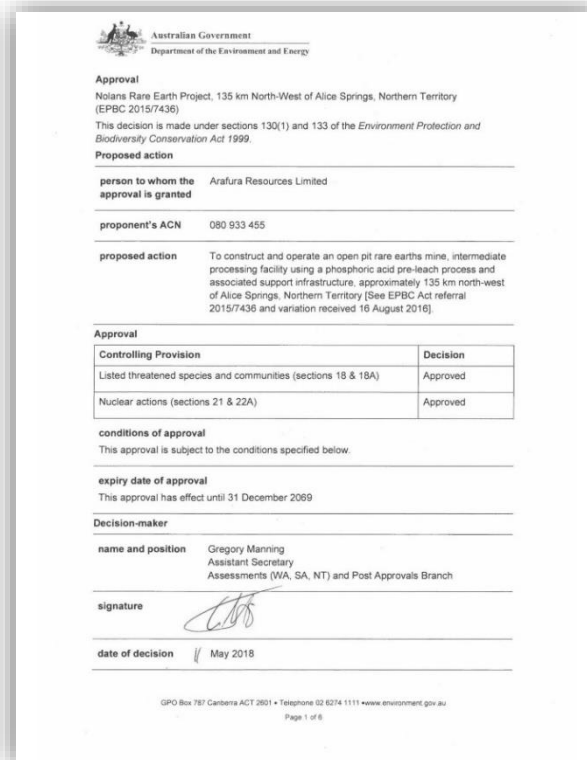 Australian Government
Department of the Environment and Energy
Approval
Nolans Rare Earth Project, 135 km North-West of Alice Springs, Northern Territory
(EPBC 2015/7436)
This decision is made under sections 130(1) and 133 of the Environment Protection and
Biodiversity Conservation Act 1999.
Proposed action
person to whom the
approval is granted
Arafura Resources Limited
proponent's ACN
080 933 455
proposed action
To construct and operate an open pit rare earths mine, intermediate
processing facility using a phosphoric acid pre-leach process and
associated support infrastructure, approximately 135 km north-west
of Alice Springs, Northern Territory [See EPBC Act referral
2015/7436 and variation received 16 August 2016].
Approval
Controlling Provision Decision
Listed threatened species and communities (sections 18 & 18A) Approved
Nuclear actions (sections 21 & 22A) Approved
conditions of approval
This approval is subject to the conditions specified below.
expiry date of approval
This approval has effect until 31 December 2069
Decision-maker
name and position
Gregory Manning
Assistant Secretary
Assessments (WA, SA, NT) and Post Approvals Branch
signature
date of decision
11 May 2018
GPO Box 787 Canberra ACT 2601 • Telephone 02 6274 1111 •www.environment.gov.au
Page 1 of 6